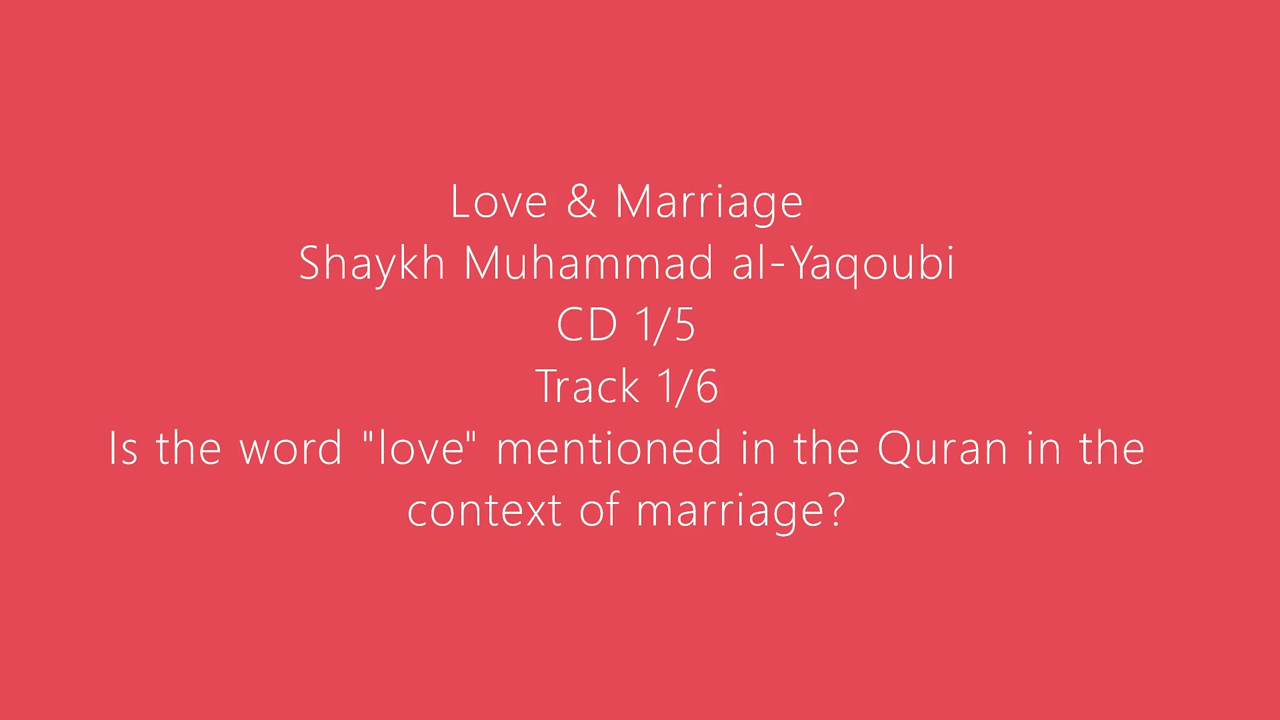 Love & Marriage
Shaykh Muhammad al-Yaqoubi
CD 1/5
Track 1/6
Is the word "love" mentioned in the Quran in the
context of marriage?